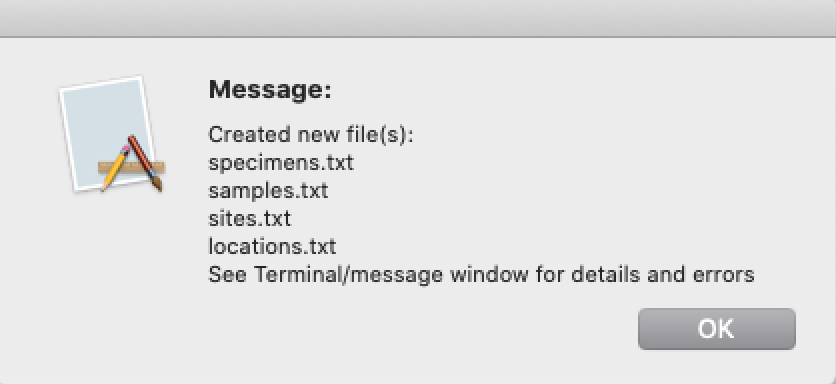 Message:
Created new file(s):
specimens.txt
samples.txt
sites.txt
locations.txt
See Terminal/message window for details and errors
OK